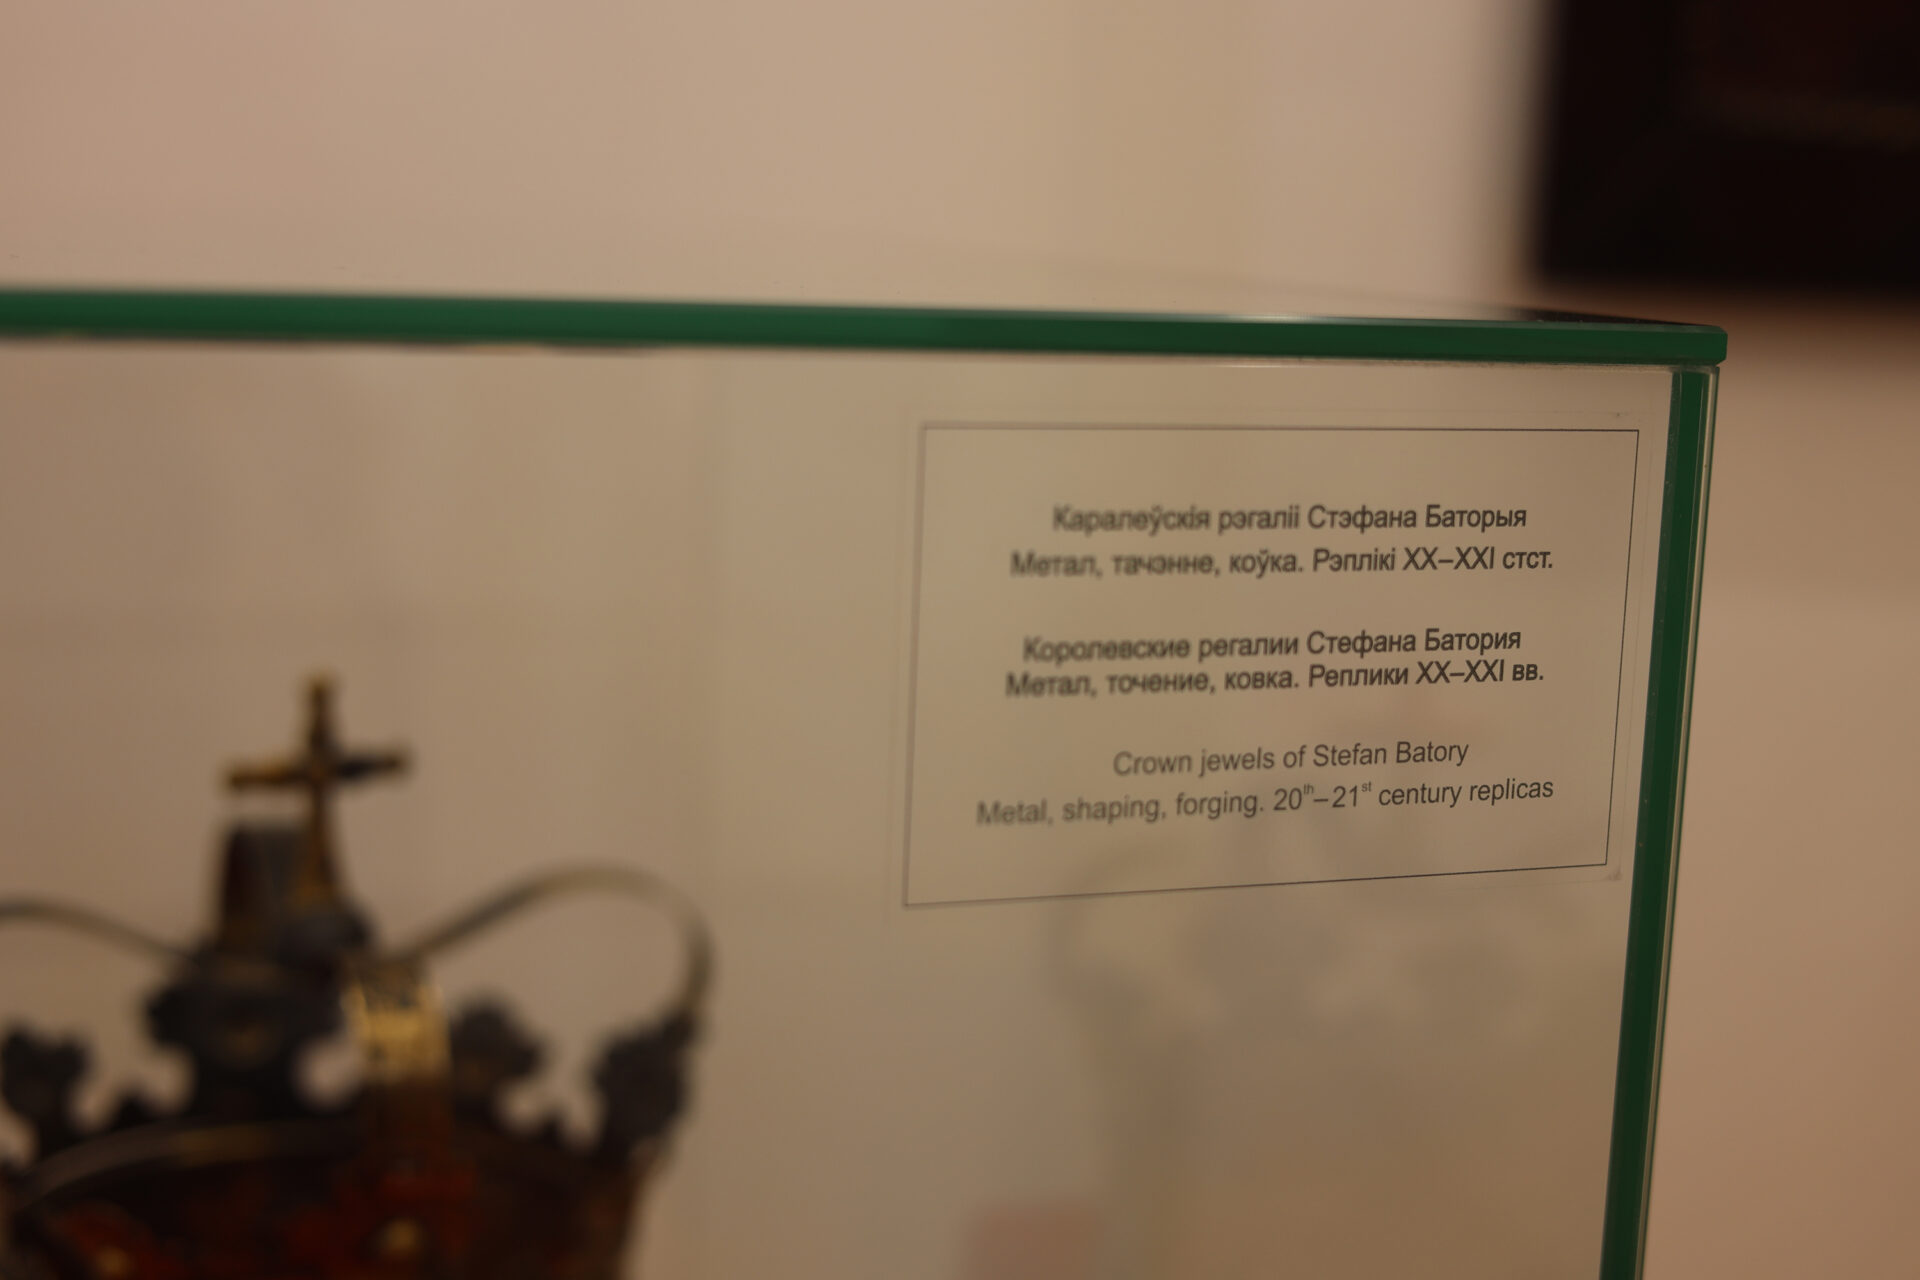 Каралеўскія рэгаліі Стэфана Баторыя
Метал, тачэнне, коўка. Рэплікі XX–XXI стст.
Королевские регалии Стефана Батория
Метал, точение, ковка. Реплики XX–XXI вв.
Crown jewels of Stefan Batory
Metal, shaping, forging. 20th–21st century replicas